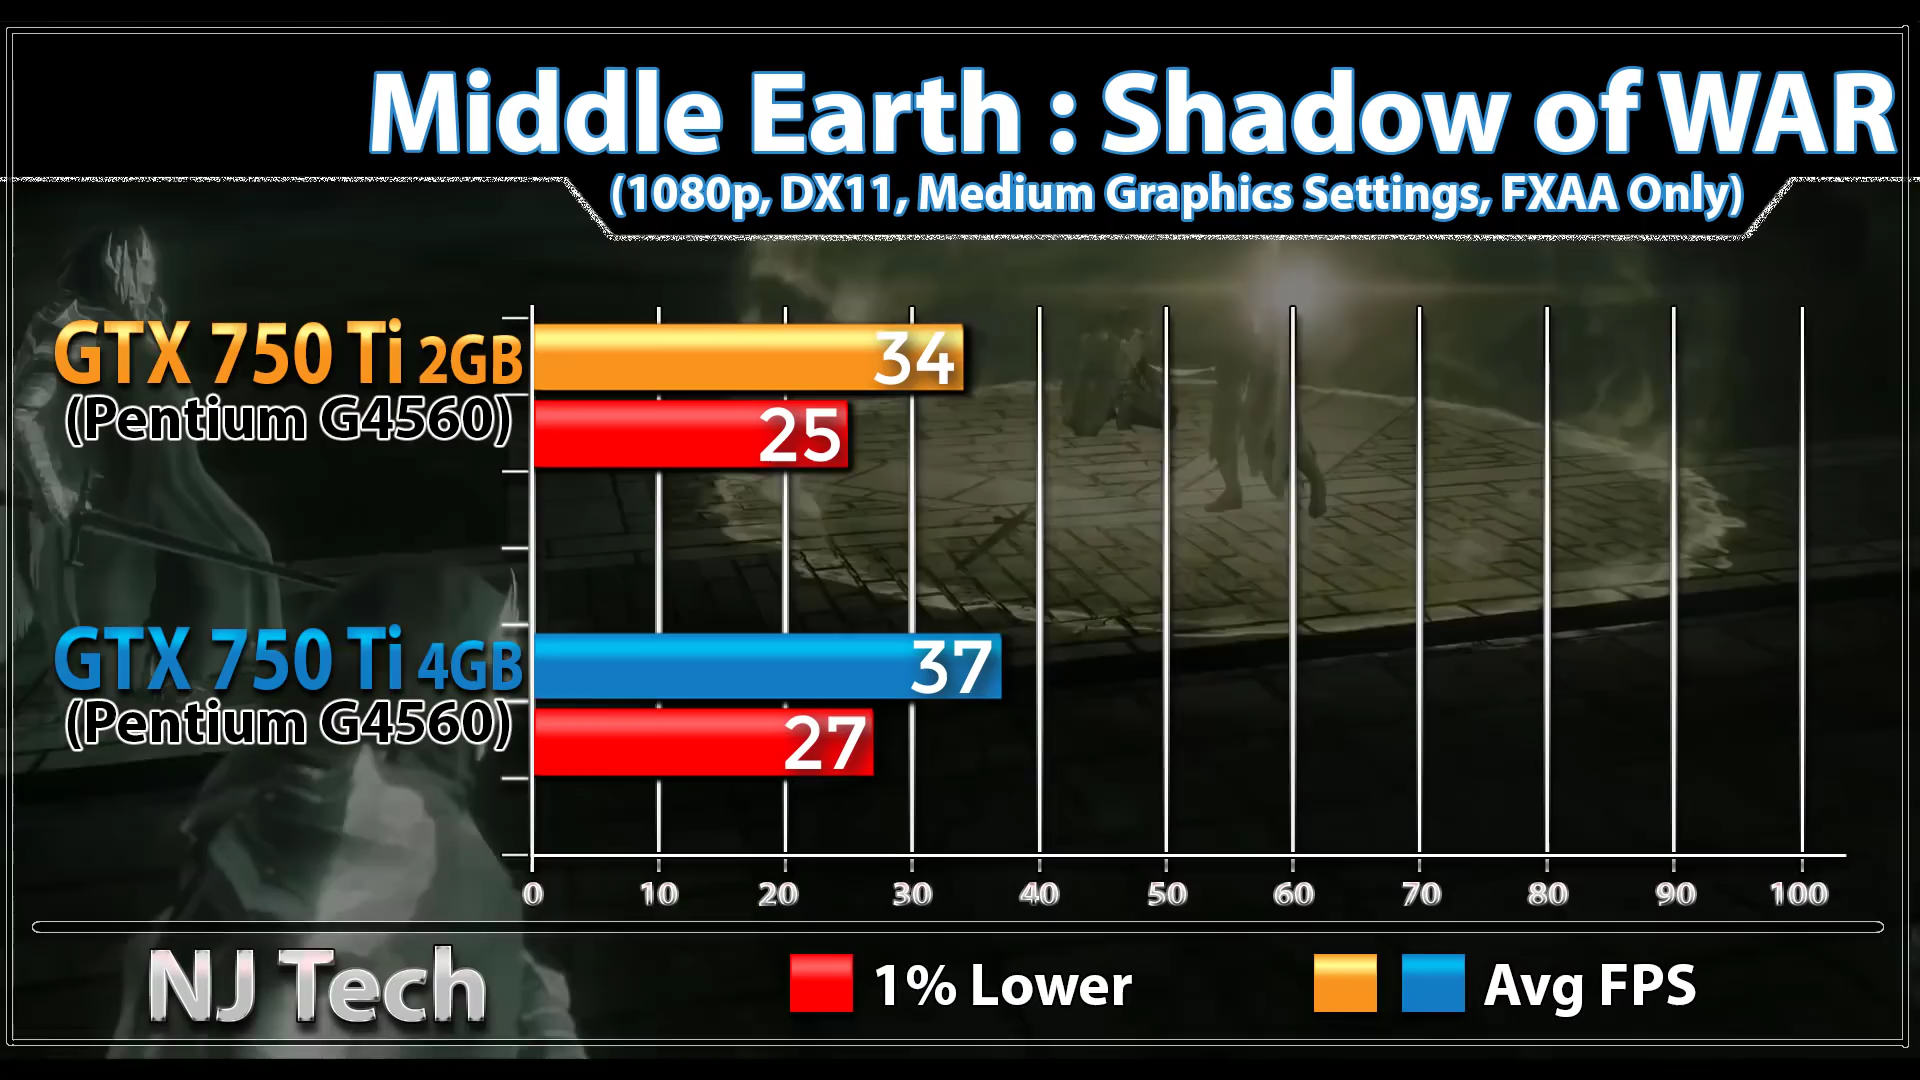 Middle Earth : Shadow of WAR
(1080p, DX11, Medium Graphics Settings, FXAA Only)
GTX 750 Ti 2GB
(Pentium G4560)
34
25
GTX 750 Ti 4GB
(Pentium G4560)
37
27
0 10 20 30 40 50 60 70 80 90 100
NJ Tech
1% Lower
Avg FPS